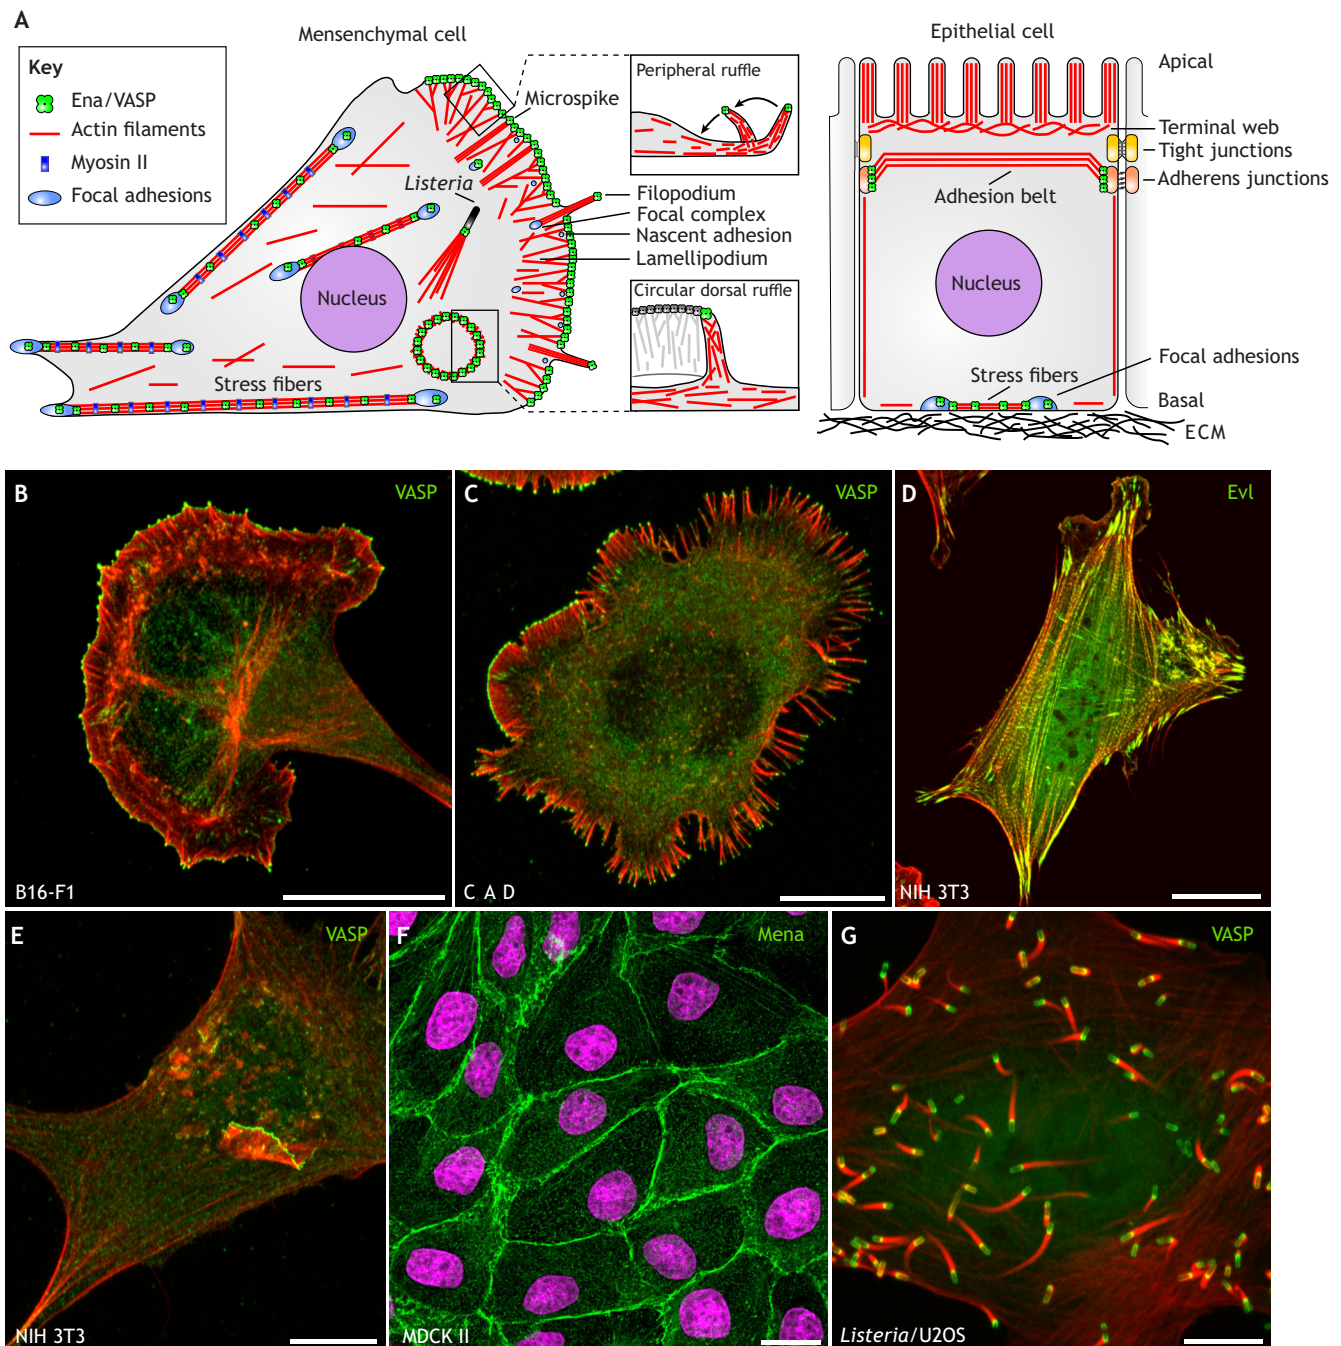 A
Mensenchymal cell
Epithelial cell
Key
Ena/VASP
Actin filaments
Myosin II
Focal adhesions
Listeria
Nucleus
Stress fibers
Peripheral ruffle
Microspike
Filopodium
Focal complex
Nascent adhesion
Lamellipodium
Circular dorsal ruffle
Apical
Terminal web
Tight junctions
Adherens junctions
Adhesion belt
Nucleus
Focal adhesions
Stress fibers
Basal
ECM
B
VASP
B16-F1
C
VASP
C A D
D
Evl
NIH 3T3
E
VASP
NIH 3T3
F
Mena
MDCK II
G
VASP
Listeria/U2OS